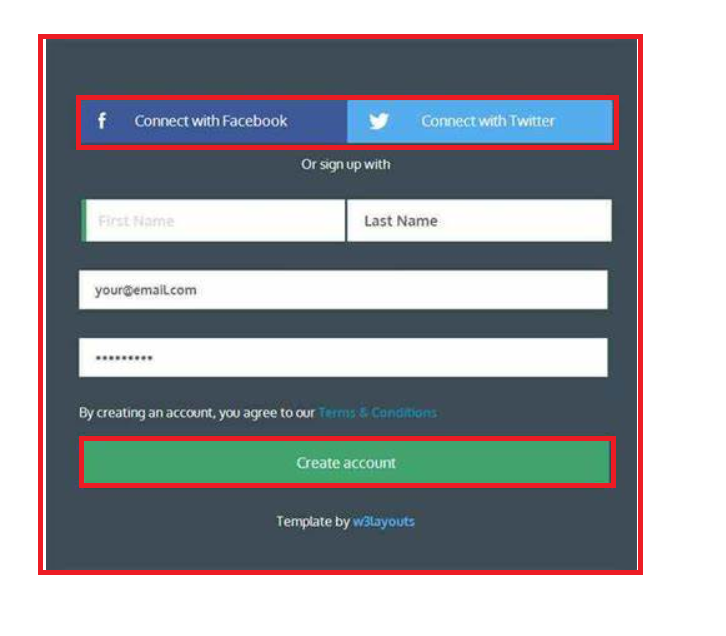 f Connect with Facebook Connect with Twitter
Or sign up with
First Name Last Name
your@email.com
•••••••••
By creating an account, you agree to our Terms & Conditions
Create account
Template by w3layouts